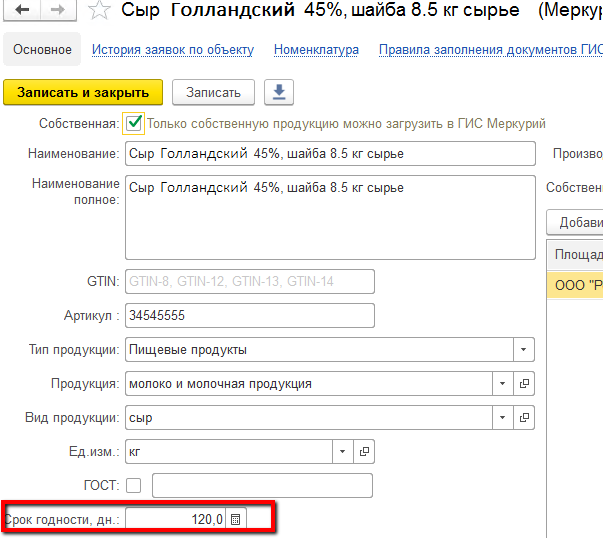 Сыр Голландский 45%, шайба 8.5 кг сырье (Меркур
Основное История заявок по объекту Номенклатура Правила заполнения документов ГИС
Записать и закрыть Записать
Собственная: Только собственную продукцию можно загрузить в ГИС Меркурий
Наименование: Сыр Голландский 45%, шайба 8.5 кг сырье Произво
Наименование полное: Сыр Голландский 45%, шайба 8.5 кг сырье Собствен
Добави
Площад
GTIN: GTIN-8, GTIN-12, GTIN-13, GTIN-14 ООО "Р
Артикул : 34545555
Тип продукции: Пищевые продукты
Продукция: молоко и молочная продукция
Вид продукции: сыр
Ед.изм.: кг
ГОСТ:
Срок годности, дн.: 120,0